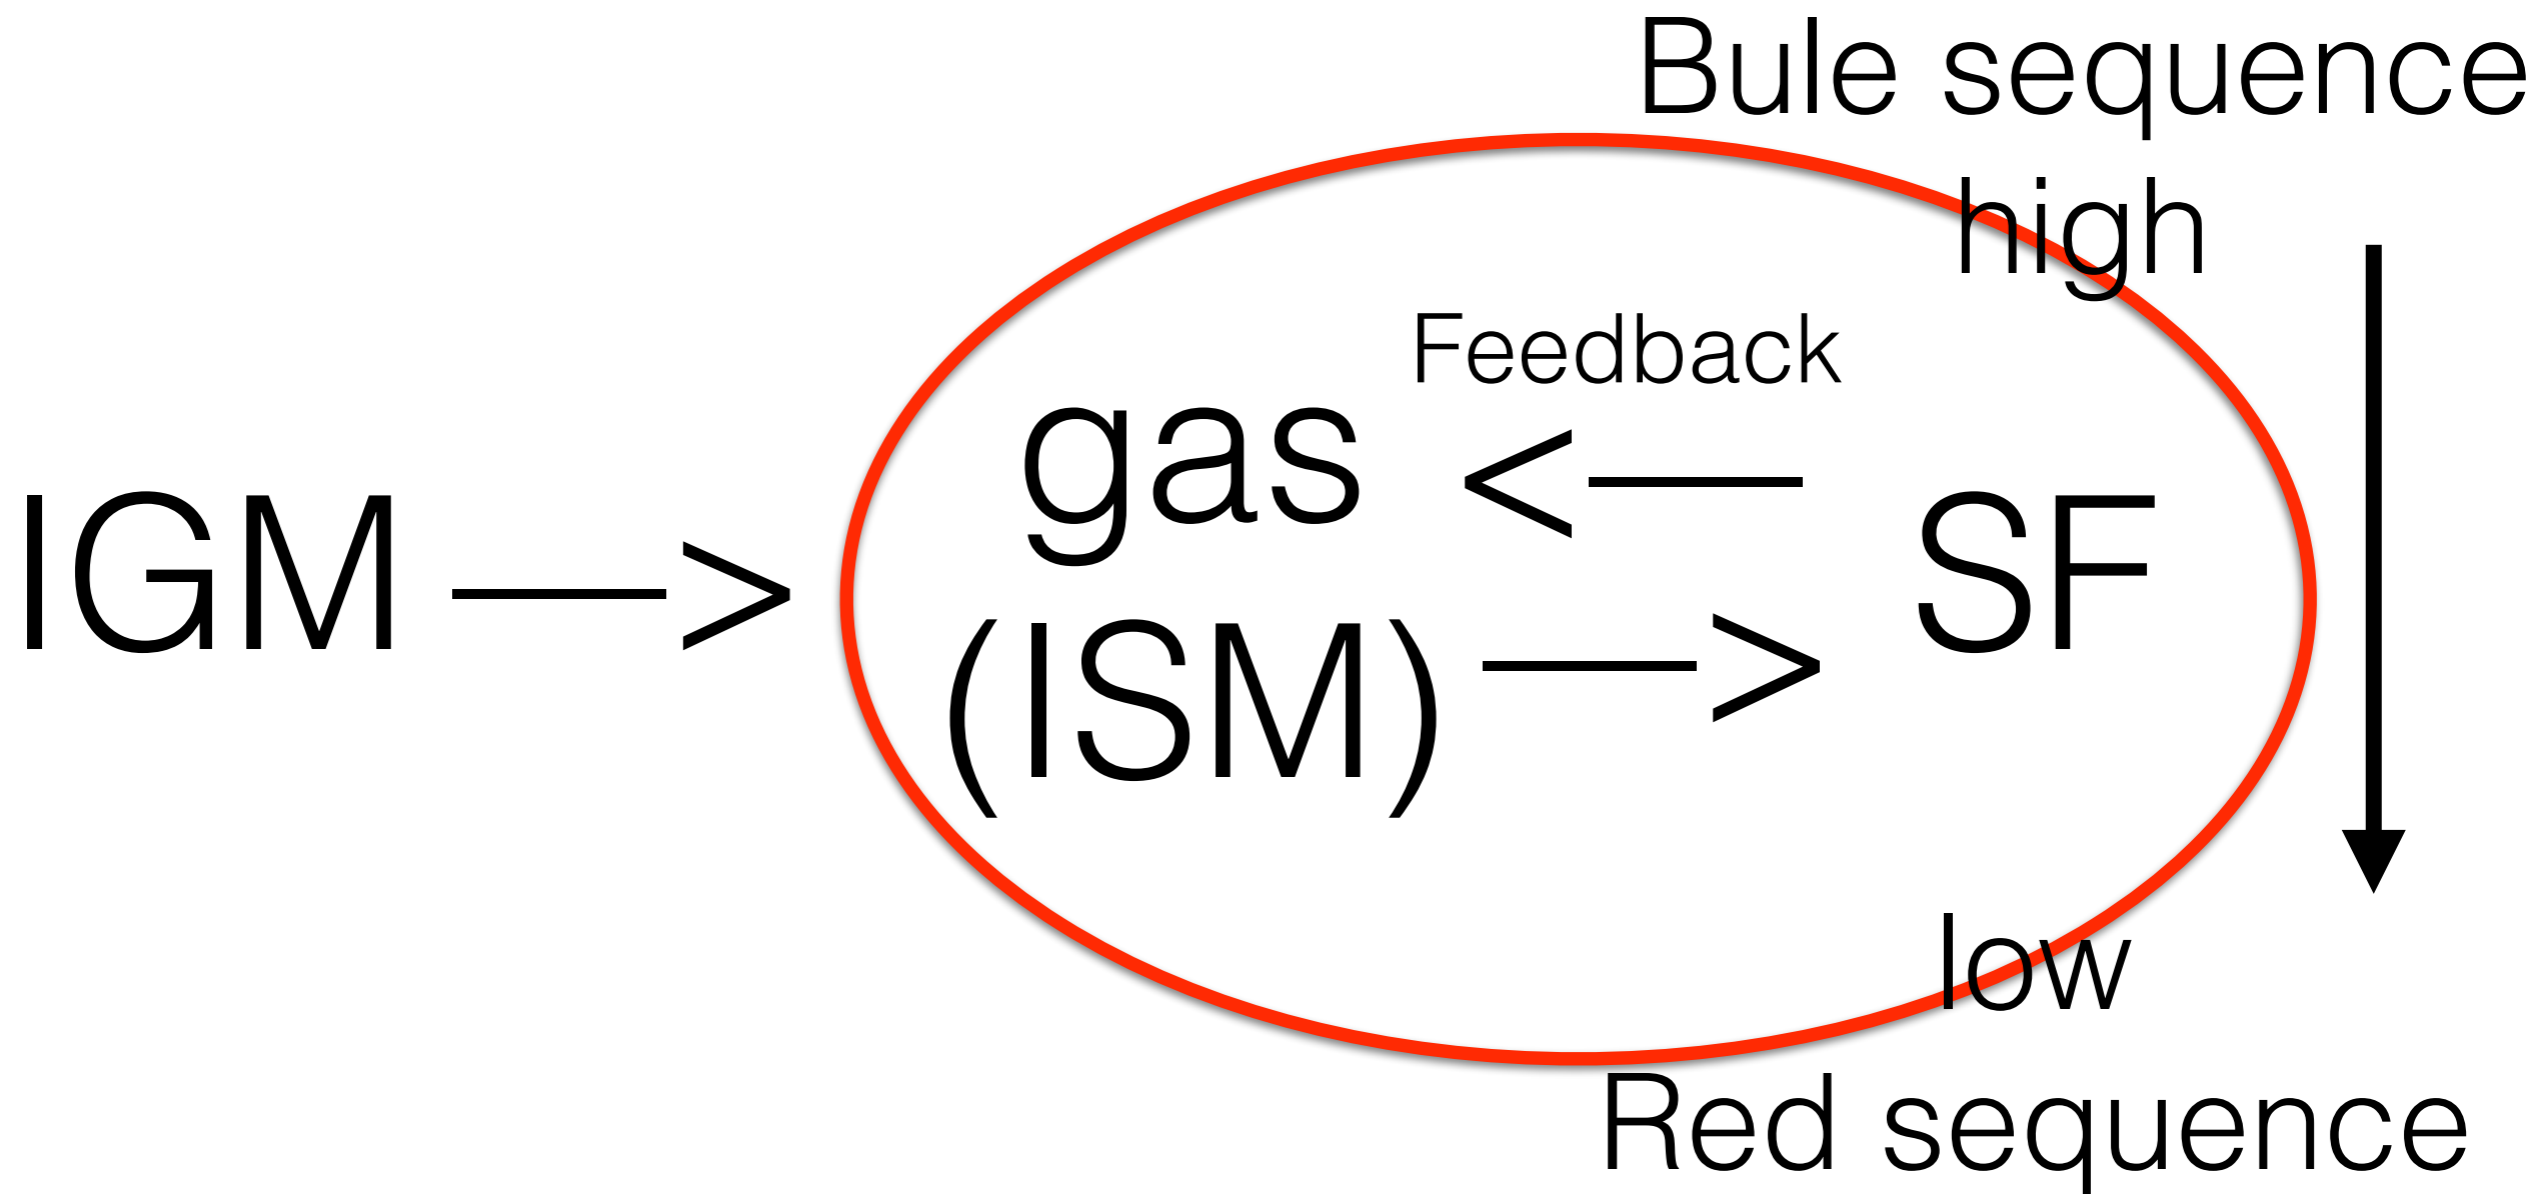 Bule sequence
high
Feedback
gas <—
IGM —> SF
(ISM) —>
low
Red sequence